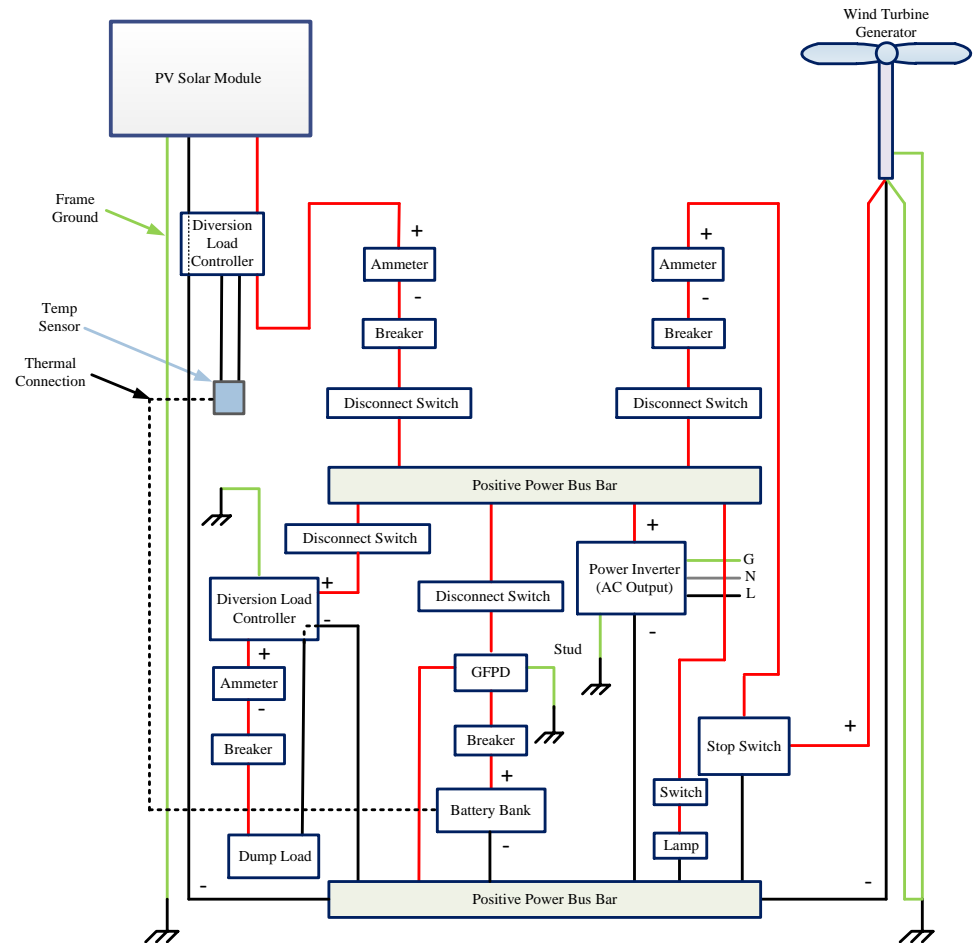 Wind Turbine
Generator
PV Solar Module
Frame
Ground
Diversion
Load
Controller
+
Ammeter
-
Breaker
Disconnect Switch
+
Ammeter
-
Breaker
Disconnect Switch
Temp
Sensor
Thermal
Connection
Positive Power Bus Bar
Disconnect Switch
+
Diversion Load
Controller
-
+
Ammeter
-
Breaker
Dump Load
Disconnect Switch
GFPD
Breaker
+
Battery Bank
-
+
Power Inverter
(AC Output)
G
N
L
-
Stud
Switch
Lamp
Stop Switch
+
-
Positive Power Bus Bar
-